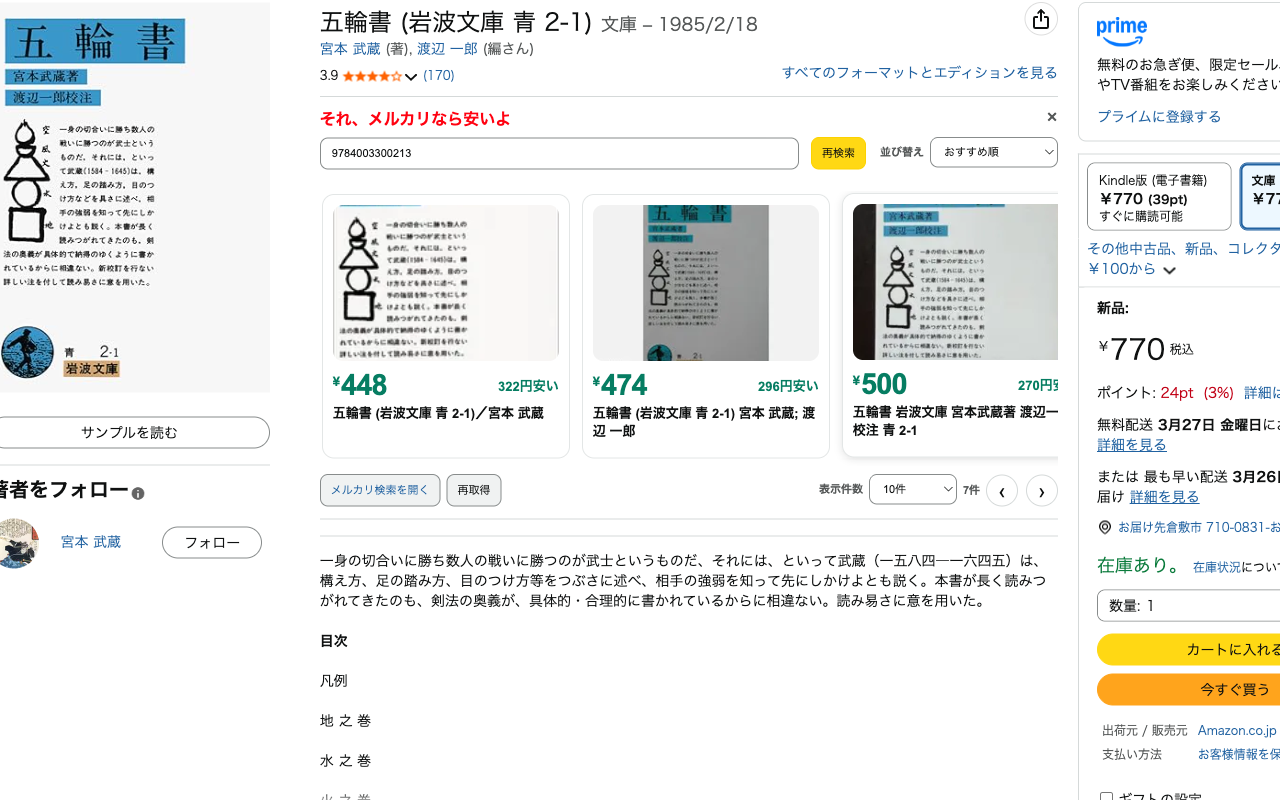 五輪書
宮本武蔵著
渡辺一郎校注
空
風
火
水
地
一身の切合いに勝ち数人の
戦いに勝つのが武士という
ものだ、それには、といっ
て武蔵(1584‐1645)は、構
え方、足の踏み方、目のつ
け方などを具さに述べ、相
手の強弱を知って先にしか
けよとも説く。本書が長く
読みつがれてきたのも、剣
法の奥義が具体的で納得のゆくように書か
れているからに相違ない。新校訂を行ない
詳しい注を付して読み易さに意を用いた。
青 2-1
岩波文庫
サンプルを読む
著者をフォロー
宮本 武蔵
フォロー
五輪書 (岩波文庫 青 2-1) 文庫 – 1985/2/18
宮本 武蔵 (著), 渡辺 一郎 (編さん)
3.9 (170)
すべてのフォーマットとエディションを見る
それ、メルカリなら安いよ
×
9784003300213
再検索
並び替え
おすすめ順
¥448
322円安い
五輪書 (岩波文庫 青 2-1)／宮本 武蔵
¥474
296円安い
五輪書 (岩波文庫 青 2-1) 宮本 武蔵; 渡
辺 一郎
¥500
270円安
五輪書 岩波文庫 宮本武蔵著 渡辺一
校注 青 2-1
メルカリ検索を開く
再取得
表示件数
10件
7件
‹
›
一身の切合いに勝ち数人の戦いに勝つのが武士というものだ、それには、といって武蔵（一五八四―一六四五）は、
構え方、足の踏み方、目のつけ方等をつぶさに述べ、相手の強弱を知って先にしかけよとも説く。本書が長く読みつ
がれてきたのも、剣法の奥義が、具体的・合理的に書かれているからに相違ない。読み易さに意を用いた。
目次
凡例
地 之 巻
水 之 巻
火 之 巻
prime
無料のお急ぎ便、限定セール
やTV番組をお楽しみください
プライムに登録する
Kindle版 (電子書籍)
￥770 (39pt)
すぐに購読可能
文庫
￥77
その他中古品、新品、コレクタ
￥100から
新品:
￥770 税込
ポイント: 24pt (3%) 詳細は
無料配送 3月27日 金曜日にお
詳細を見る
または 最も早い配送 3月26日
届け 詳細を見る
お届け先倉敷市 710-0831-お
在庫あり。 在庫状況について
数量: 1
カートに入れる
今すぐ買う
出荷元 / 販売元 Amazon.co.jp
支払い方法 お客様情報を保
ギフトの設定